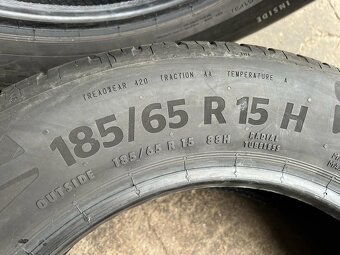 INSIDE
TREADWEAR 420 TRACTION AA TEMPERATURE A
185/65 R 15 H
OUTSIDE 185/65 R 15 88H RADIAL TUBELESS